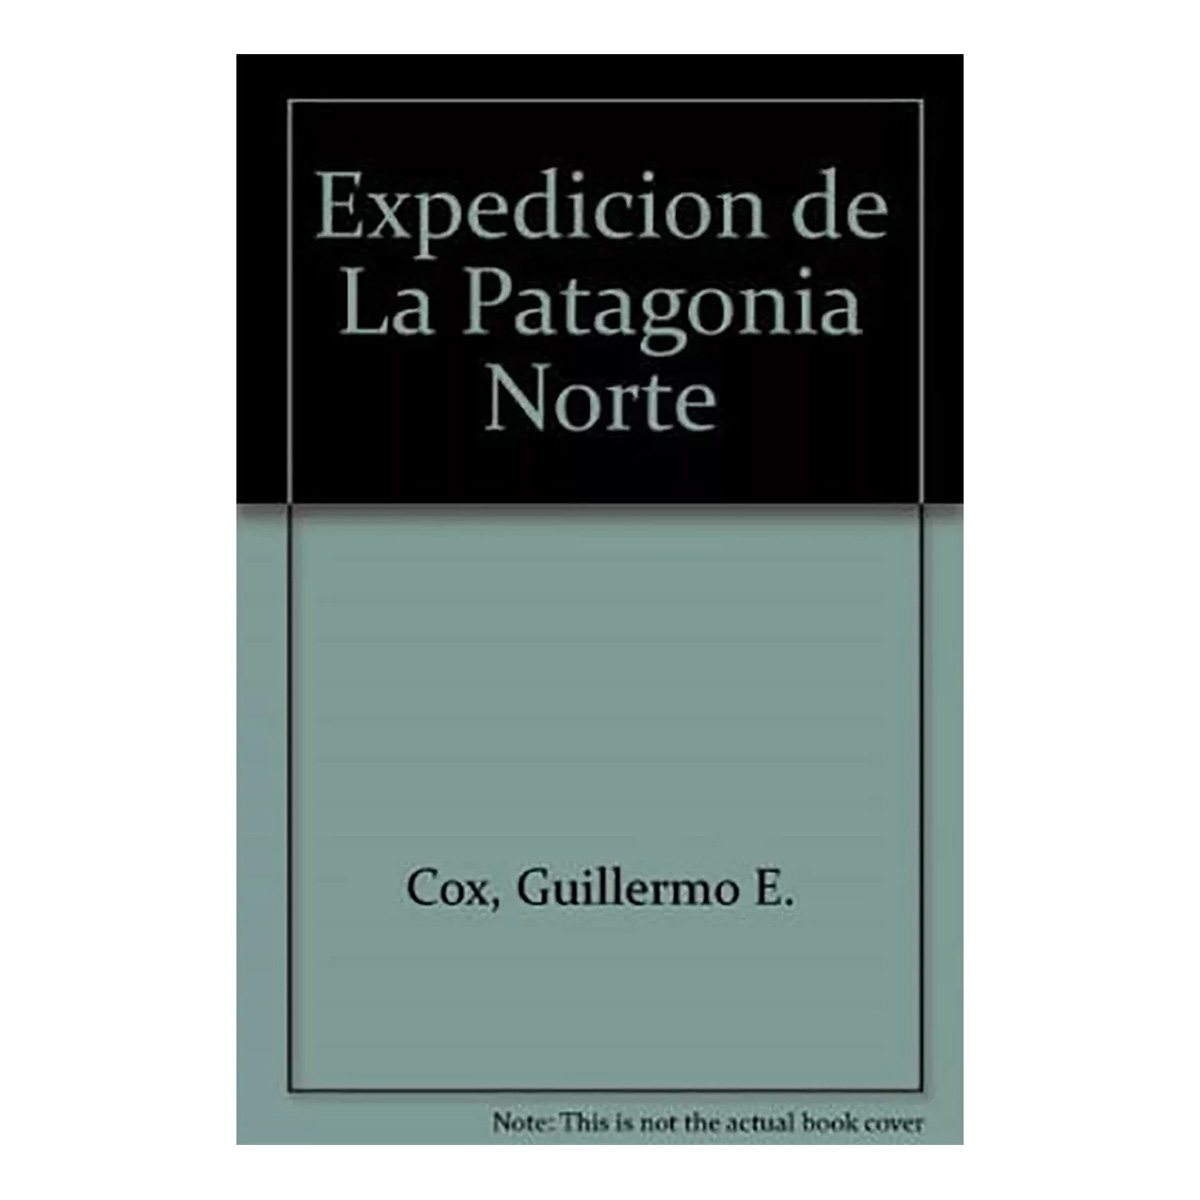 Expedicion de
La Patagonia
Norte
Cox, Guillermo E.
Note: This is not the actual book cover